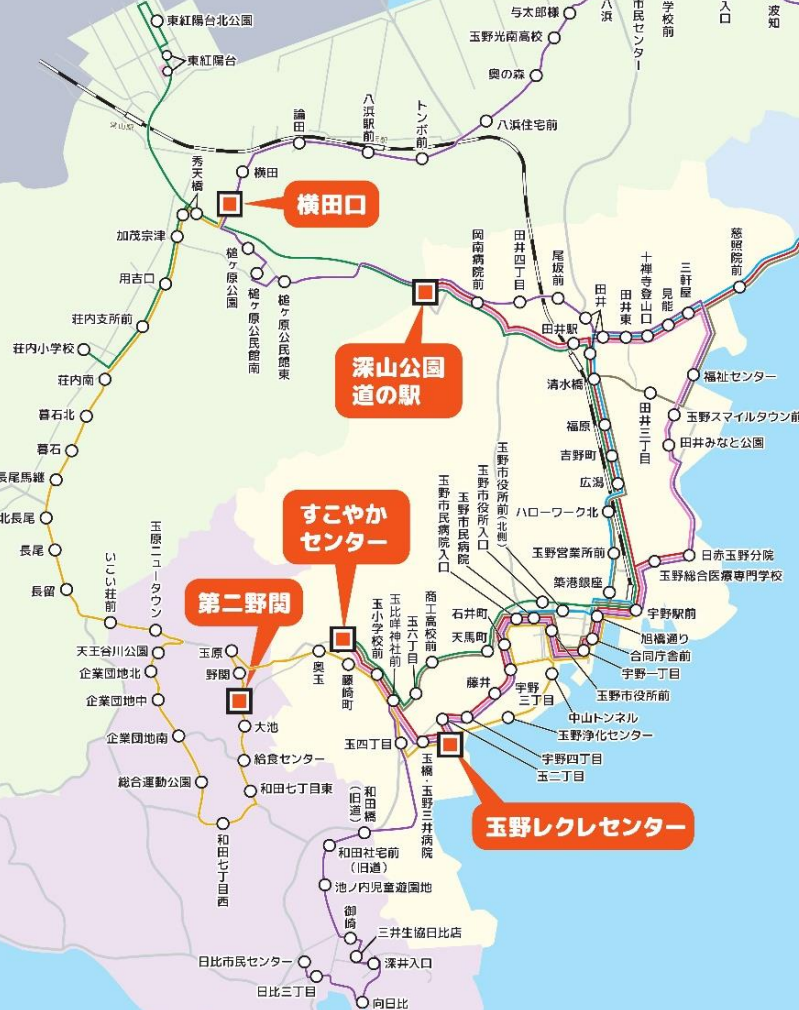 東紅陽台北公園
東紅陽台
与太郎様
玉野光南高校
奥の森
八浜
市民センター
学校前
入口
波知
八浜住宅前
トンボ前
八浜駅前
論田
横田
横田口
秀天橋
加茂宗津
用吉口
荘内支所前
荘内小学校
荘内南
暮石北
暮石
長尾馬継
北長尾
長尾
長留
槌ヶ原公園
槌ヶ原公民館南
槌ヶ原公民館東
深山公園
道の駅
岡南病院前
田井四丁目
尾坂前
田井
田井駅
田井東
十禅寺登山口
見能
三軒屋
慈照院前
清水橋
福原
吉野町
広潟
ハローワーク北
玉野営業所前
築港銀座
田井三丁目
福祉センター
玉野スマイルタウン前
田井みなと公園
日赤玉野分院
玉野総合医療専門学校
宇野駅前
旭橋通り
合同庁舎前
宇野一丁目
玉野市役所前
玉野市役所前(北側)
玉野市役所入口
玉野市民病院
玉野市民病院入口
石井町
天馬町
藤井
宇野
三丁目
中山トンネル
玉野浄化センター
宇野四丁目
玉二丁目
玉野レクレセンター
玉橋・玉野三井病院
玉四丁目
商工高校前
玉六丁目
玉比咩神社前
玉小学校前
すこやか
センター
藤崎町
奥玉
第二野関
玉原
野関
大池
給食センター
和田七丁目東
和田七丁目西
総合運動公園
企業団地南
企業団地中
企業団地北
天王谷川公園
玉原ニュータウン
いこい荘前
和田橋
(旧道)
和田社宅前
(旧道)
池ノ内児童遊園地
御崎
三井生協日比店
深井入口
日比市民センター
日比三丁目
向日比